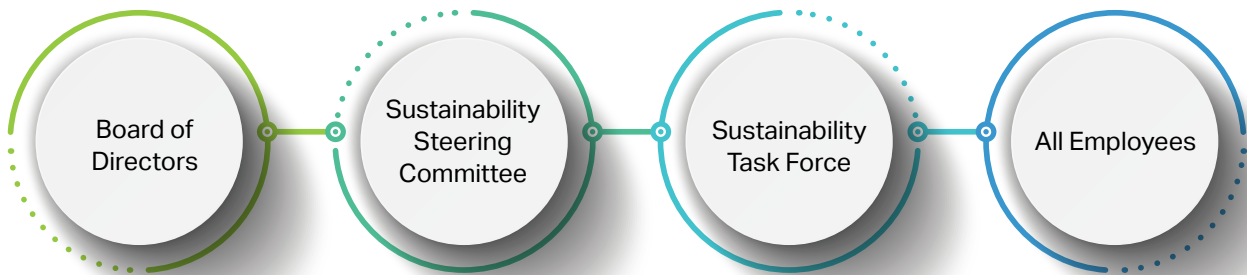 Board of
Directors
Sustainability
Steering
Committee
Sustainability
Task Force
All Employees